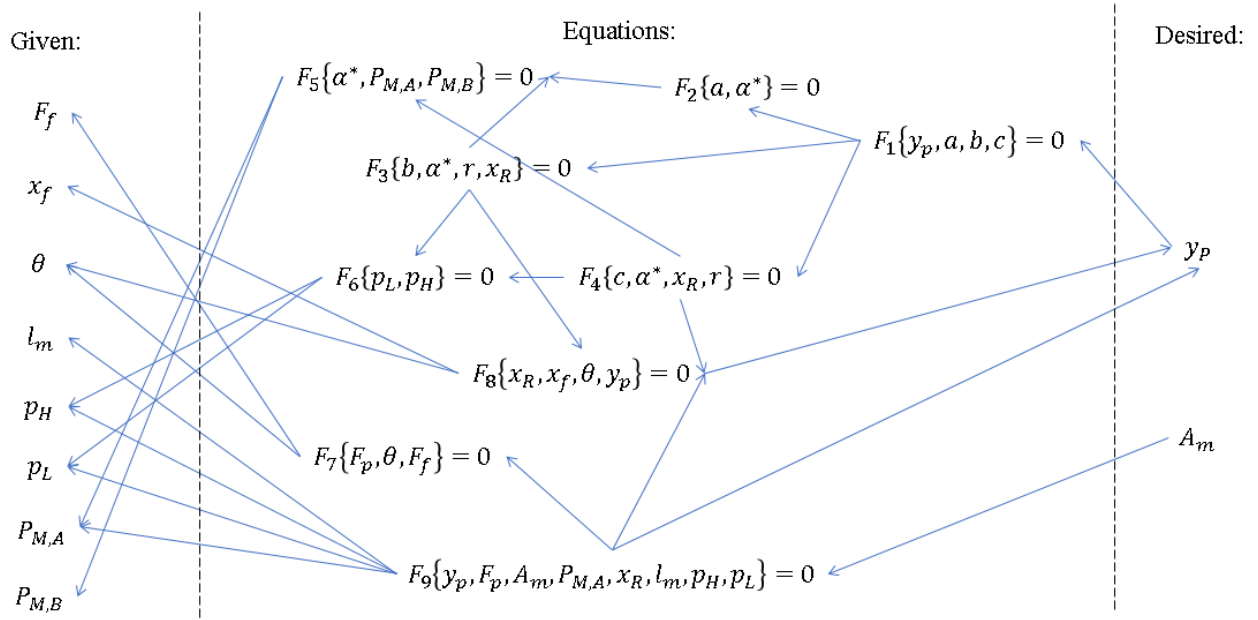 Given:
Equations:
Desired:
F_f
x_f
θ
l_m
p_H
p_L
P_{M,A}
P_{M,B}
F_5{α^*, P_{M,A}, P_{M,B}} = 0
F_2{a, α^*} = 0
F_1{y_p, a, b, c} = 0
F_3{b, α^*, r, x_R} = 0
F_6{p_L, p_H} = 0
F_4{c, α^*, x_R, r} = 0
F_8{x_R, x_f, θ, y_p} = 0
F_7{F_p, θ, F_f} = 0
F_9{y_p, F_p, A_m, P_{M,A}, x_R, l_m, p_H, p_L} = 0
y_P
A_m